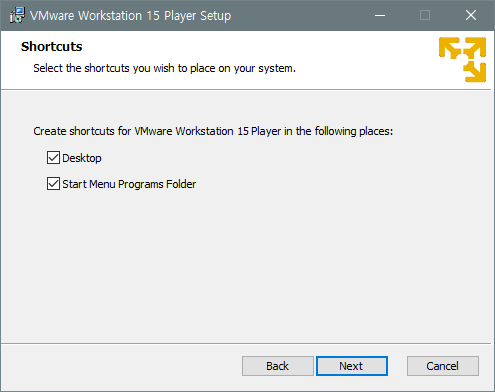 VMware Workstation 15 Player Setup
Shortcuts
Select the shortcuts you wish to place on your system.
Create shortcuts for VMware Workstation 15 Player in the following places:
Desktop
Start Menu Programs Folder
Back Next Cancel